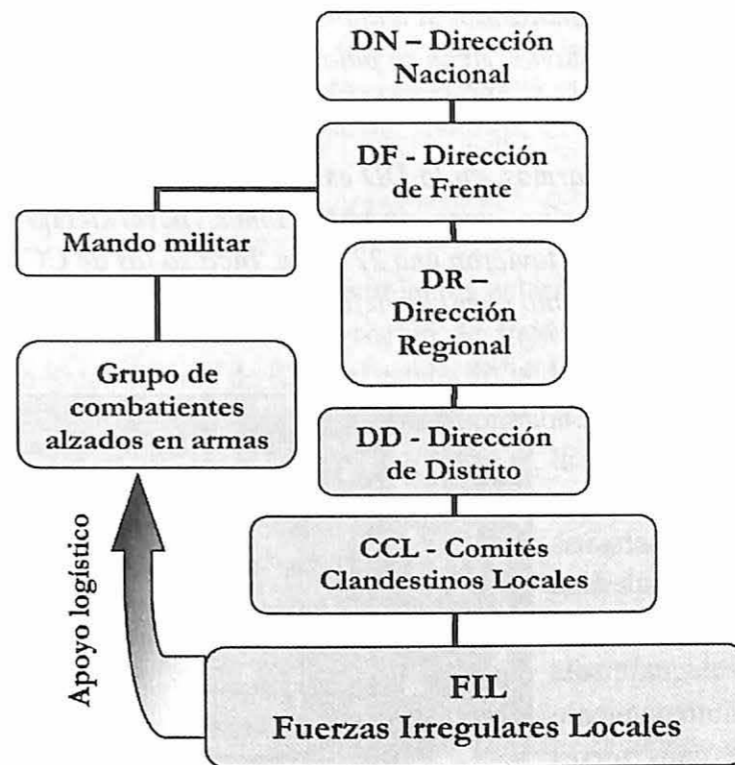 DN – Dirección
Nacional
DF - Dirección
de Frente
Mando militar
DR –
Dirección
Regional
Grupo de
combatientes
alzados en armas
DD - Dirección
de Distrito
CCL - Comités
Clandestinos Locales
Apoyo logístico
FIL
Fuerzas Irregulares Locales